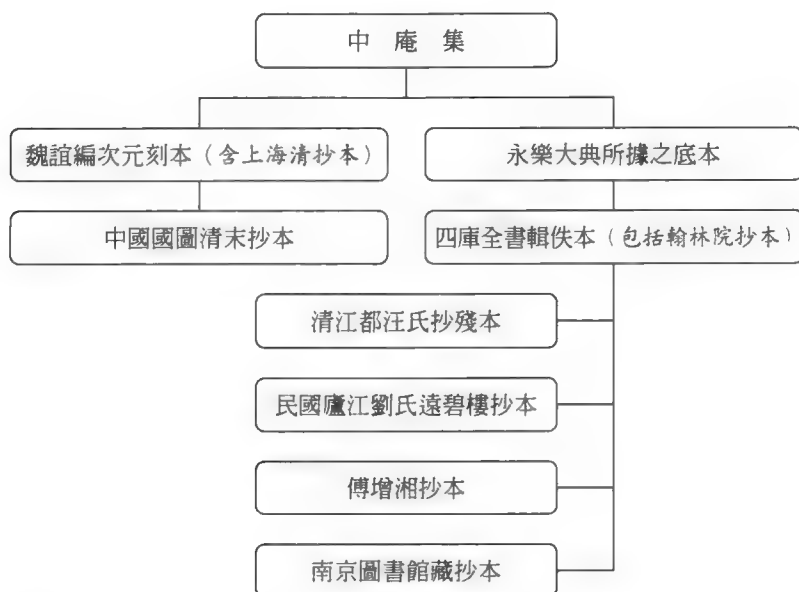 中庵集
魏誼編次元刻本（含上海清抄本）
永樂大典所據之底本
中國國圖清末抄本
四庫全書輯佚本（包括翰林院抄本）
清江都汪氏抄殘本
民國廬江劉氏遠碧樓抄本
傅增湘抄本
南京圖書館藏抄本